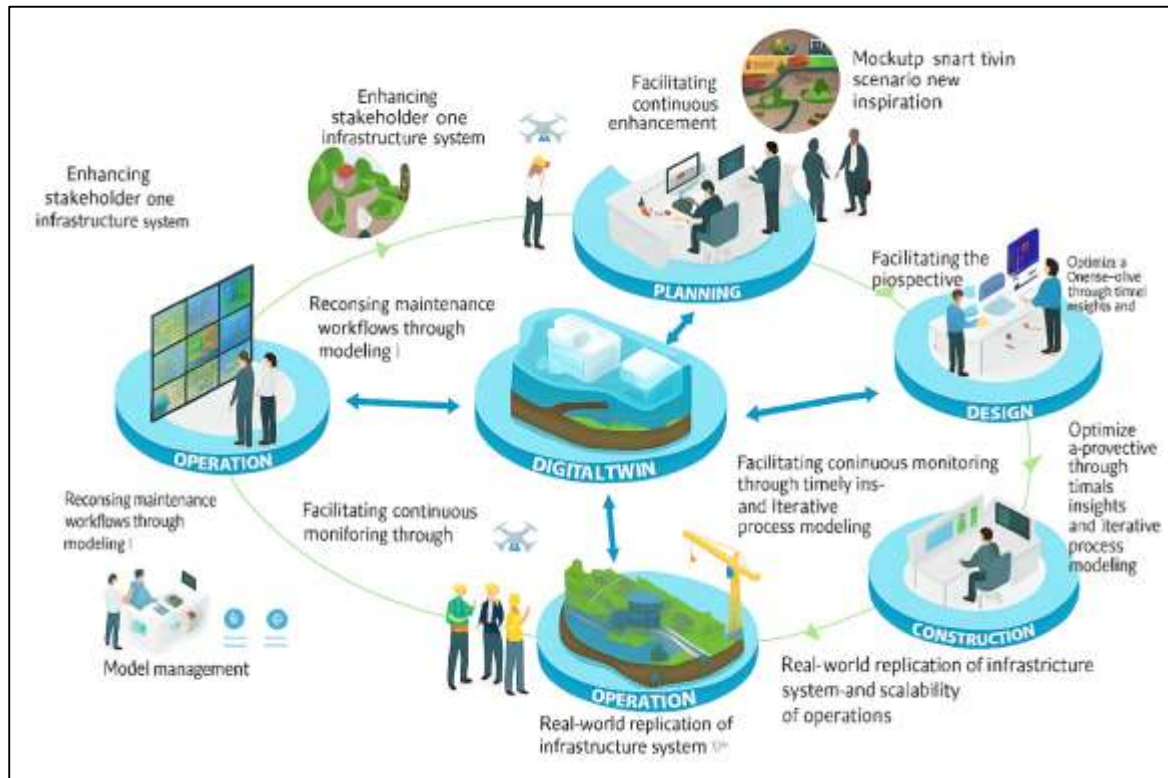 Mockutp snart tivin
scenario new
inspiration
Facilitating
continuous
enhancement
Enhancing
stakeholder one
infrastructure system
Enhancing
stakeholder one
infrastructure system
PLANNING
Facilitating the
piospective
Optimize a
Onense-olive
through timnel
insights and
Reconsing maintenance
workflows through
modeling
OPERATION
DIGITALTWIN
DESIGN
Optimize
a-provective
through
timals
insights
and iterative
process
modeling
Facilitating coninuous monitoring
through timely ins-
and Iterative
process modeling
Reconsing maintenance
workflows through
modeling
Facilitating continuous
moniforing through
CONSTRUCTION
Model management
OPERATION
Real-world replication of infrastricture
system-and scalability
of operations
Real-world replication of
infrastructure system